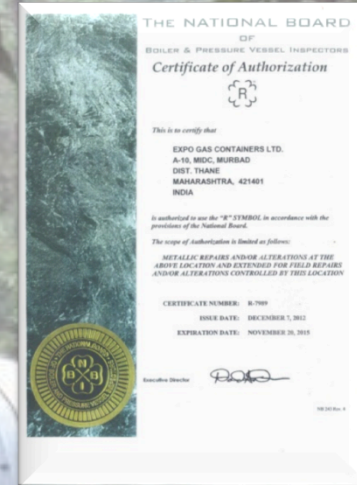 THE NATIONAL BOARD
OF
BOILER & PRESSURE VESSEL INSPECTORS
Certificate of Authorization
R
This is to certify that
EXPO GAS CONTAINERS LTD.
A-10, MIDC, MURBAD
DIST. THANE
MAHARASHTRA, 421401
INDIA
is authorized to use the "R" SYMBOL in accordance with the
provisions of the National Board.
The scope of Authorization is limited as follows:
METALLIC REPAIRS AND/OR ALTERATIONS AT THE
ABOVE LOCATION AND EXTENDED FOR FIELD REPAIRS
AND/OR ALTERATIONS CONTROLLED BY THIS LOCATION
CERTIFICATE NUMBER: R-7909
ISSUE DATE: DECEMBER 7, 2012
EXPIRATION DATE: NOVEMBER 20, 2015
Executive Director